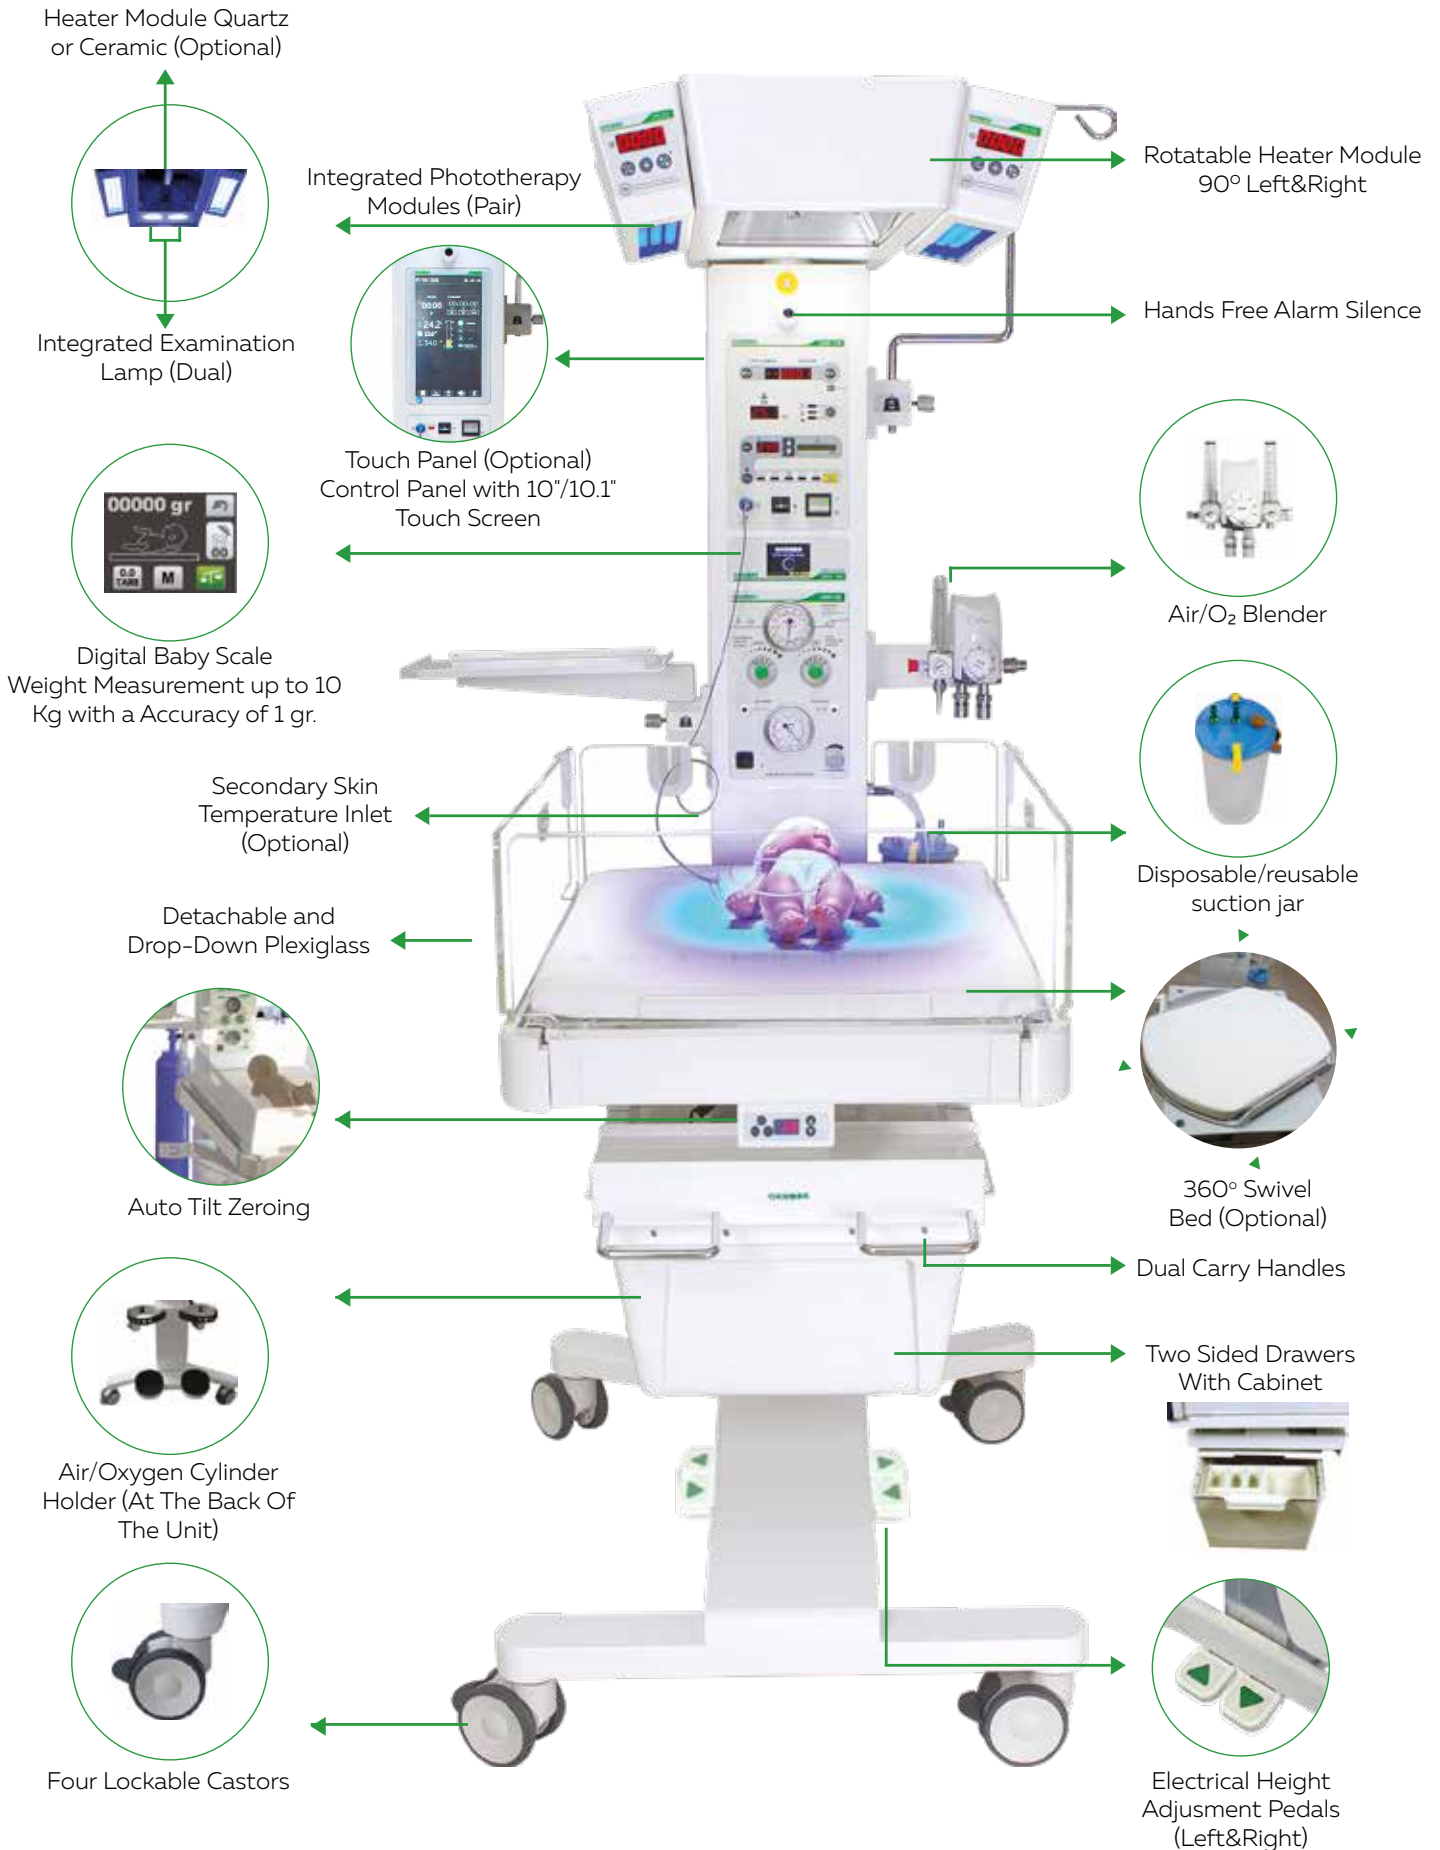 Heater Module Quartz
or Ceramic (Optional)
Integrated Phototherapy
Modules (Pair)
Rotatable Heater Module
90º Left&Right
Integrated Examination
Lamp (Dual)
Hands Free Alarm Silence
Touch Panel (Optional)
Control Panel with 10"/10.1"
Touch Screen
00000 gr
0.0
TARE
M
Digital Baby Scale
Weight Measurement up to 10
Kg with a Accuracy of 1 gr.
Air/O₂ Blender
Secondary Skin
Temperature Inlet
(Optional)
Disposable/reusable
suction jar
Detachable and
Drop-Down Plexiglass
Auto Tilt Zeroing
360° Swivel
Bed (Optional)
Dual Carry Handles
Two Sided Drawers
With Cabinet
Air/Oxygen Cylinder
Holder (At The Back Of
The Unit)
Four Lockable Castors
Electrical Height
Adjusment Pedals
(Left&Right)